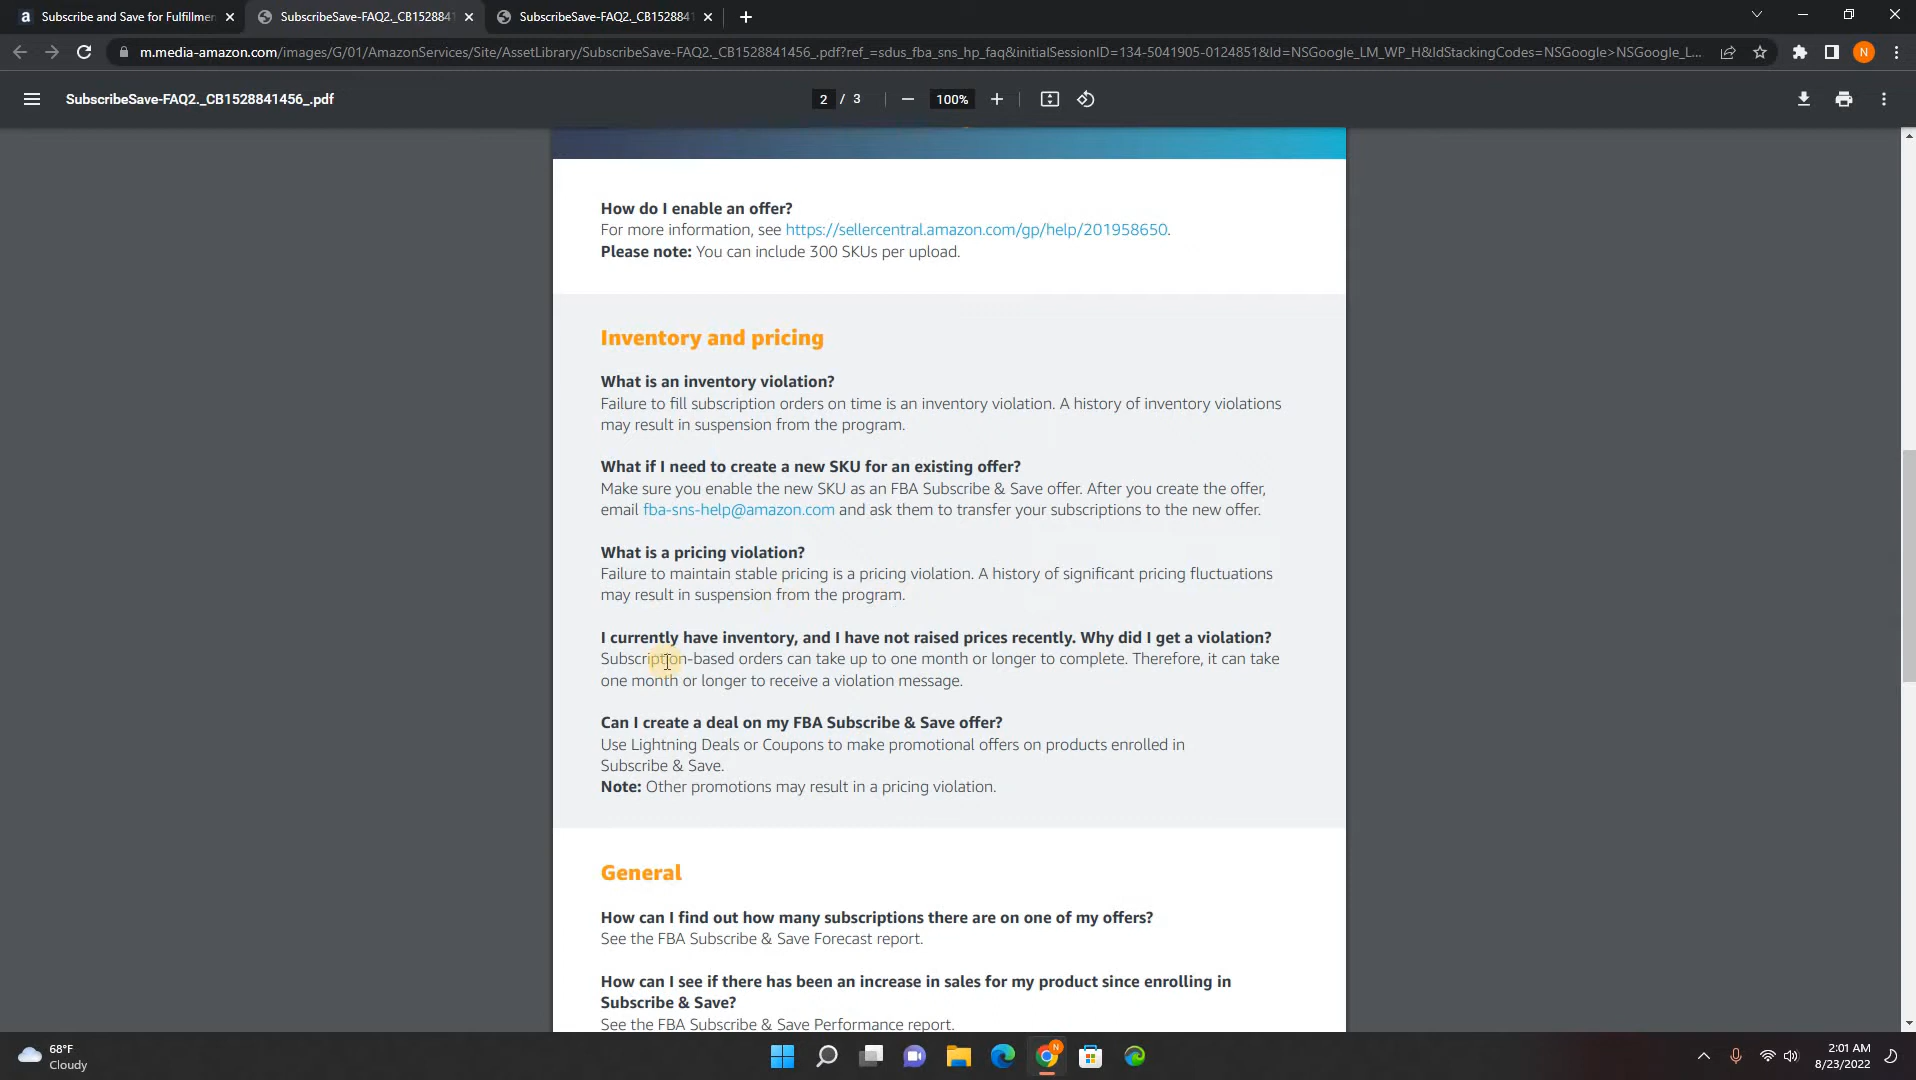 Subscribe and Save for Fulfillmen
SubscribeSave-FAQ2._CB1528841
SubscribeSave-FAQ2._CB1528841
m.media-amazon.com/images/G/01/AmazonServices/Site/AssetLibrary/SubscribeSave-FAQ2._CB1528841456_.pdf?ref_=sdus_fba_sns_hp_faq&initialSessionID=134-5041905-0124851&ld=NSGoogle_LM_WP_H&ldStackingCodes=NSGoogle>NSGoogle_L...
N
SubscribeSave-FAQ2._CB1528841456_.pdf
2 / 3
100%
How do I enable an offer?
For more information, see https://sellercentral.amazon.com/gp/help/201958650.
Please note: You can include 300 SKUs per upload.
Inventory and pricing
What is an inventory violation?
Failure to fill subscription orders on time is an inventory violation. A history of inventory violations
may result in suspension from the program.
What if I need to create a new SKU for an existing offer?
Make sure you enable the new SKU as an FBA Subscribe & Save offer. After you create the offer,
email fba-sns-help@amazon.com and ask them to transfer your subscriptions to the new offer.
What is a pricing violation?
Failure to maintain stable pricing is a pricing violation. A history of significant pricing fluctuations
may result in suspension from the program.
I currently have inventory, and I have not raised prices recently. Why did I get a violation?
Subscription-based orders can take up to one month or longer to complete. Therefore, it can take
one month or longer to receive a violation message.
Can I create a deal on my FBA Subscribe & Save offer?
Use Lightning Deals or Coupons to make promotional offers on products enrolled in
Subscribe & Save.
Note: Other promotions may result in a pricing violation.
General
How can I find out how many subscriptions there are on one of my offers?
See the FBA Subscribe & Save Forecast report.
How can I see if there has been an increase in sales for my product since enrolling in
Subscribe & Save?
See the FBA Subscribe & Save Performance report.
68°F
Cloudy
N
2:01 AM
8/23/2022